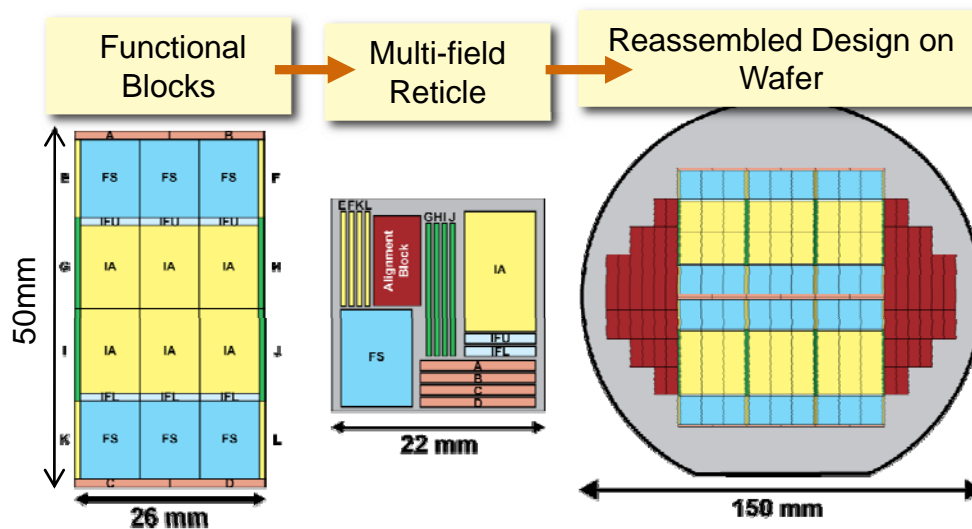 Functional
Blocks
Multi-field
Reticle
Reassembled Design on
Wafer
A I B
E FS FS FS F
IFU IFU IFU
G IA IA IA H
I IA IA IA J
IFL IFL IFL
K FS FS FS L
C I D
50mm
26 mm
EFKL
Alignment
Block
GHIJ
IA
FS
IFU
IFL
A
B
C
D
22 mm
150 mm